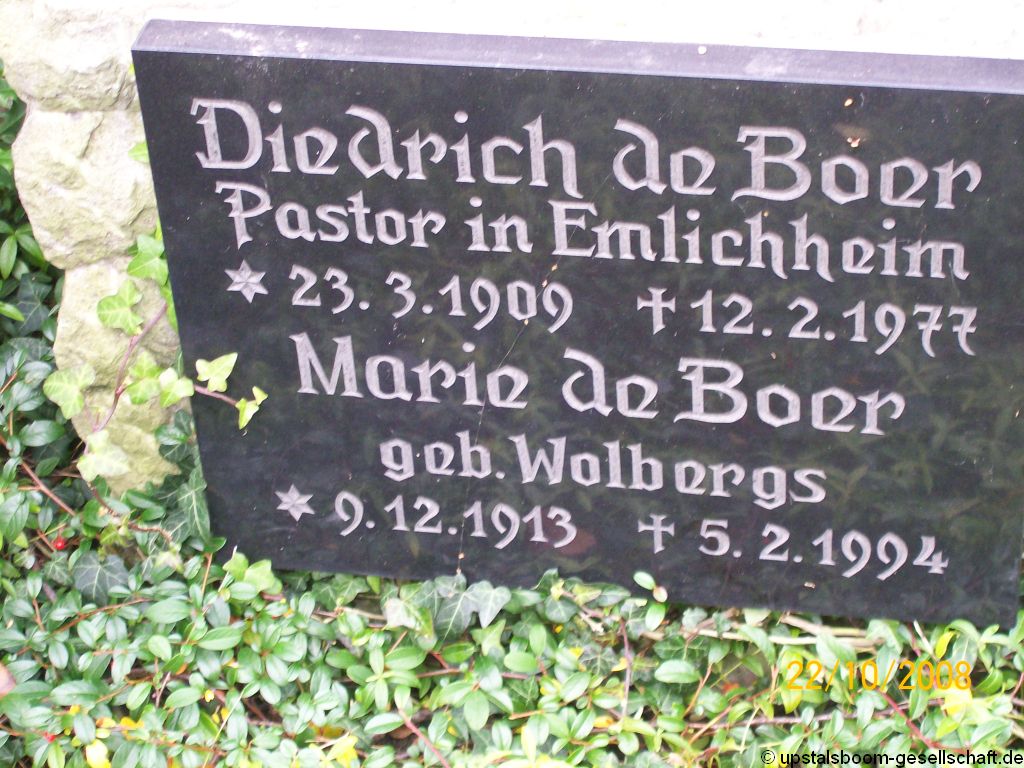 Diedrich de Boer
Pastor in Emlichheim
* 23.3.1909 † 12.2.1977
Marie de Boer
geb. Wolbergs
* 9.12.1913 † 5.2.1994
22/10/2008
© upstalsboom-gesellschaft.de